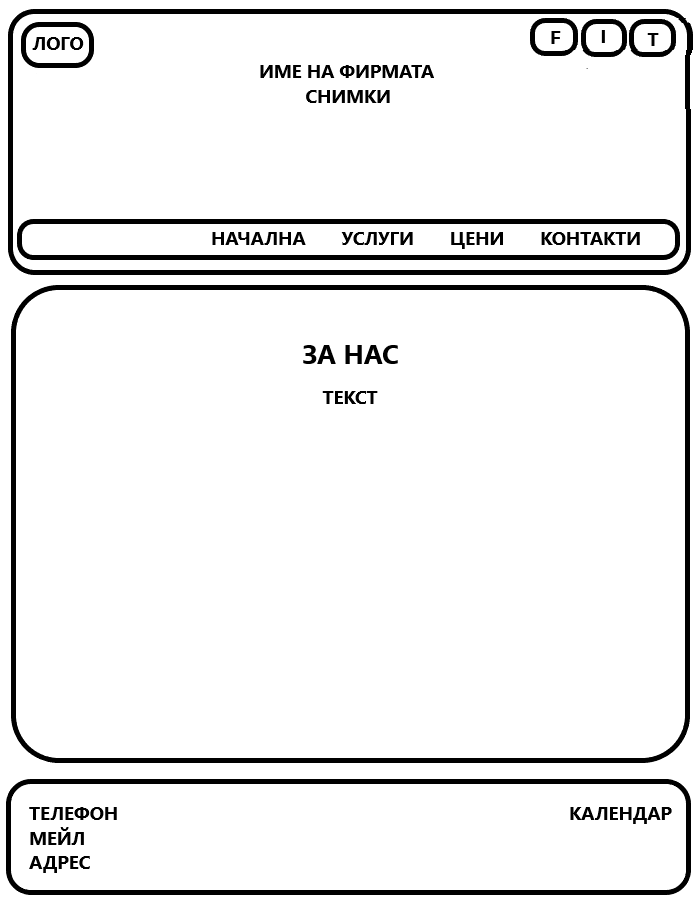 ЛОГО
F I T
ИМЕ НА ФИРМАТА
СНИМКИ
НАЧАЛНА УСЛУГИ ЦЕНИ КОНТАКТИ
ЗА НАС
ТЕКСТ
ТЕЛЕФОН
МЕЙЛ
АДРЕС
КАЛЕНДАР